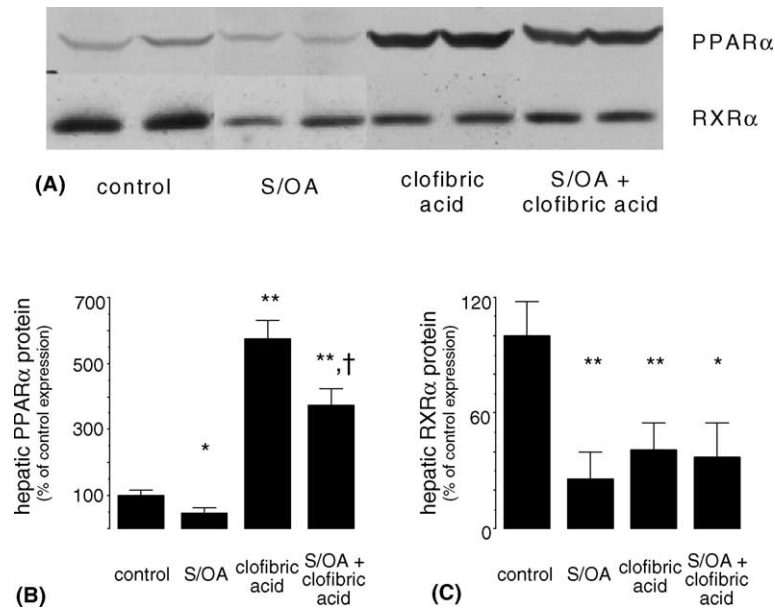 PPARα
RXRα
(A) control S/OA clofibric acid S/OA + clofibric acid
700
500
300
100
hepatic PPARα protein
(% of control expression)
*
**
**,†
control S/OA clofibric acid S/OA + clofibric acid
(B)
120
60
0
hepatic RXRα protein
(% of control expression)
**
**
*
control S/OA clofibric acid S/OA + clofibric acid
(C)